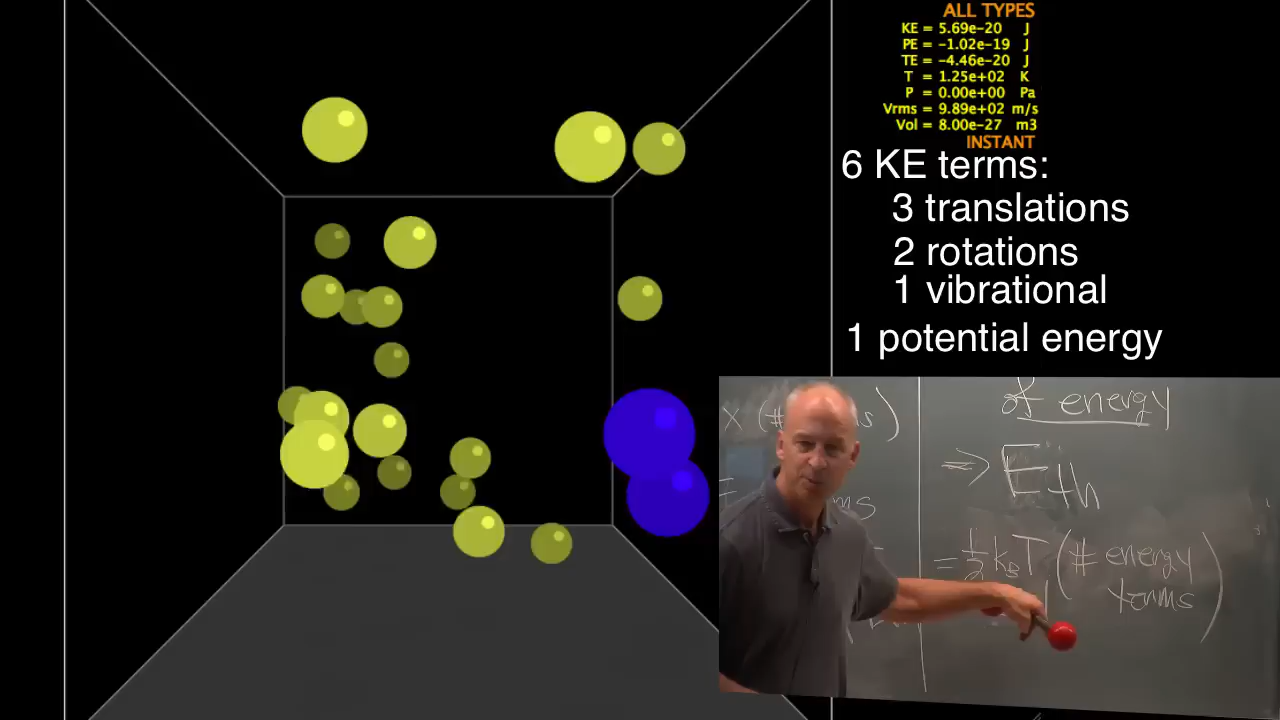 ALL TYPES
KE = 5.69e-20 J
PE = -1.02e-19 J
TE = -4.46e-20 J
T = 1.25e+02 K
P = 0.00e+00 Pa
Vrms = 9.89e+02 m/s
Vol = 8.00e-27 m3
INSTANT
6 KE terms:
3 translations
2 rotations
1 vibrational
1 potential energy
of energy
x (#
s)
⇒ Eth
ms
= 1/2 kBT (# energy
terms)